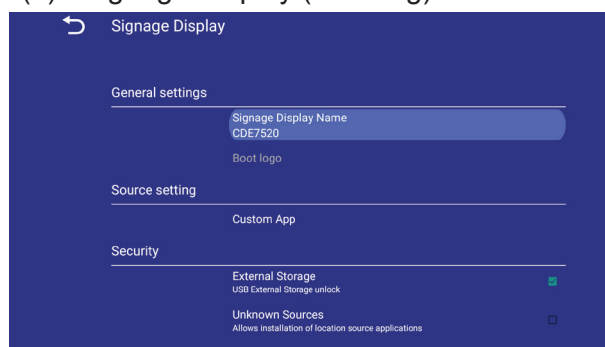 Signage Display
General settings
Signage Display Name
CDE7520
Boot logo
Source setting
Custom App
Security
External Storage
USB External Storage unlock
Unknown Sources
Allows installation of location source applications